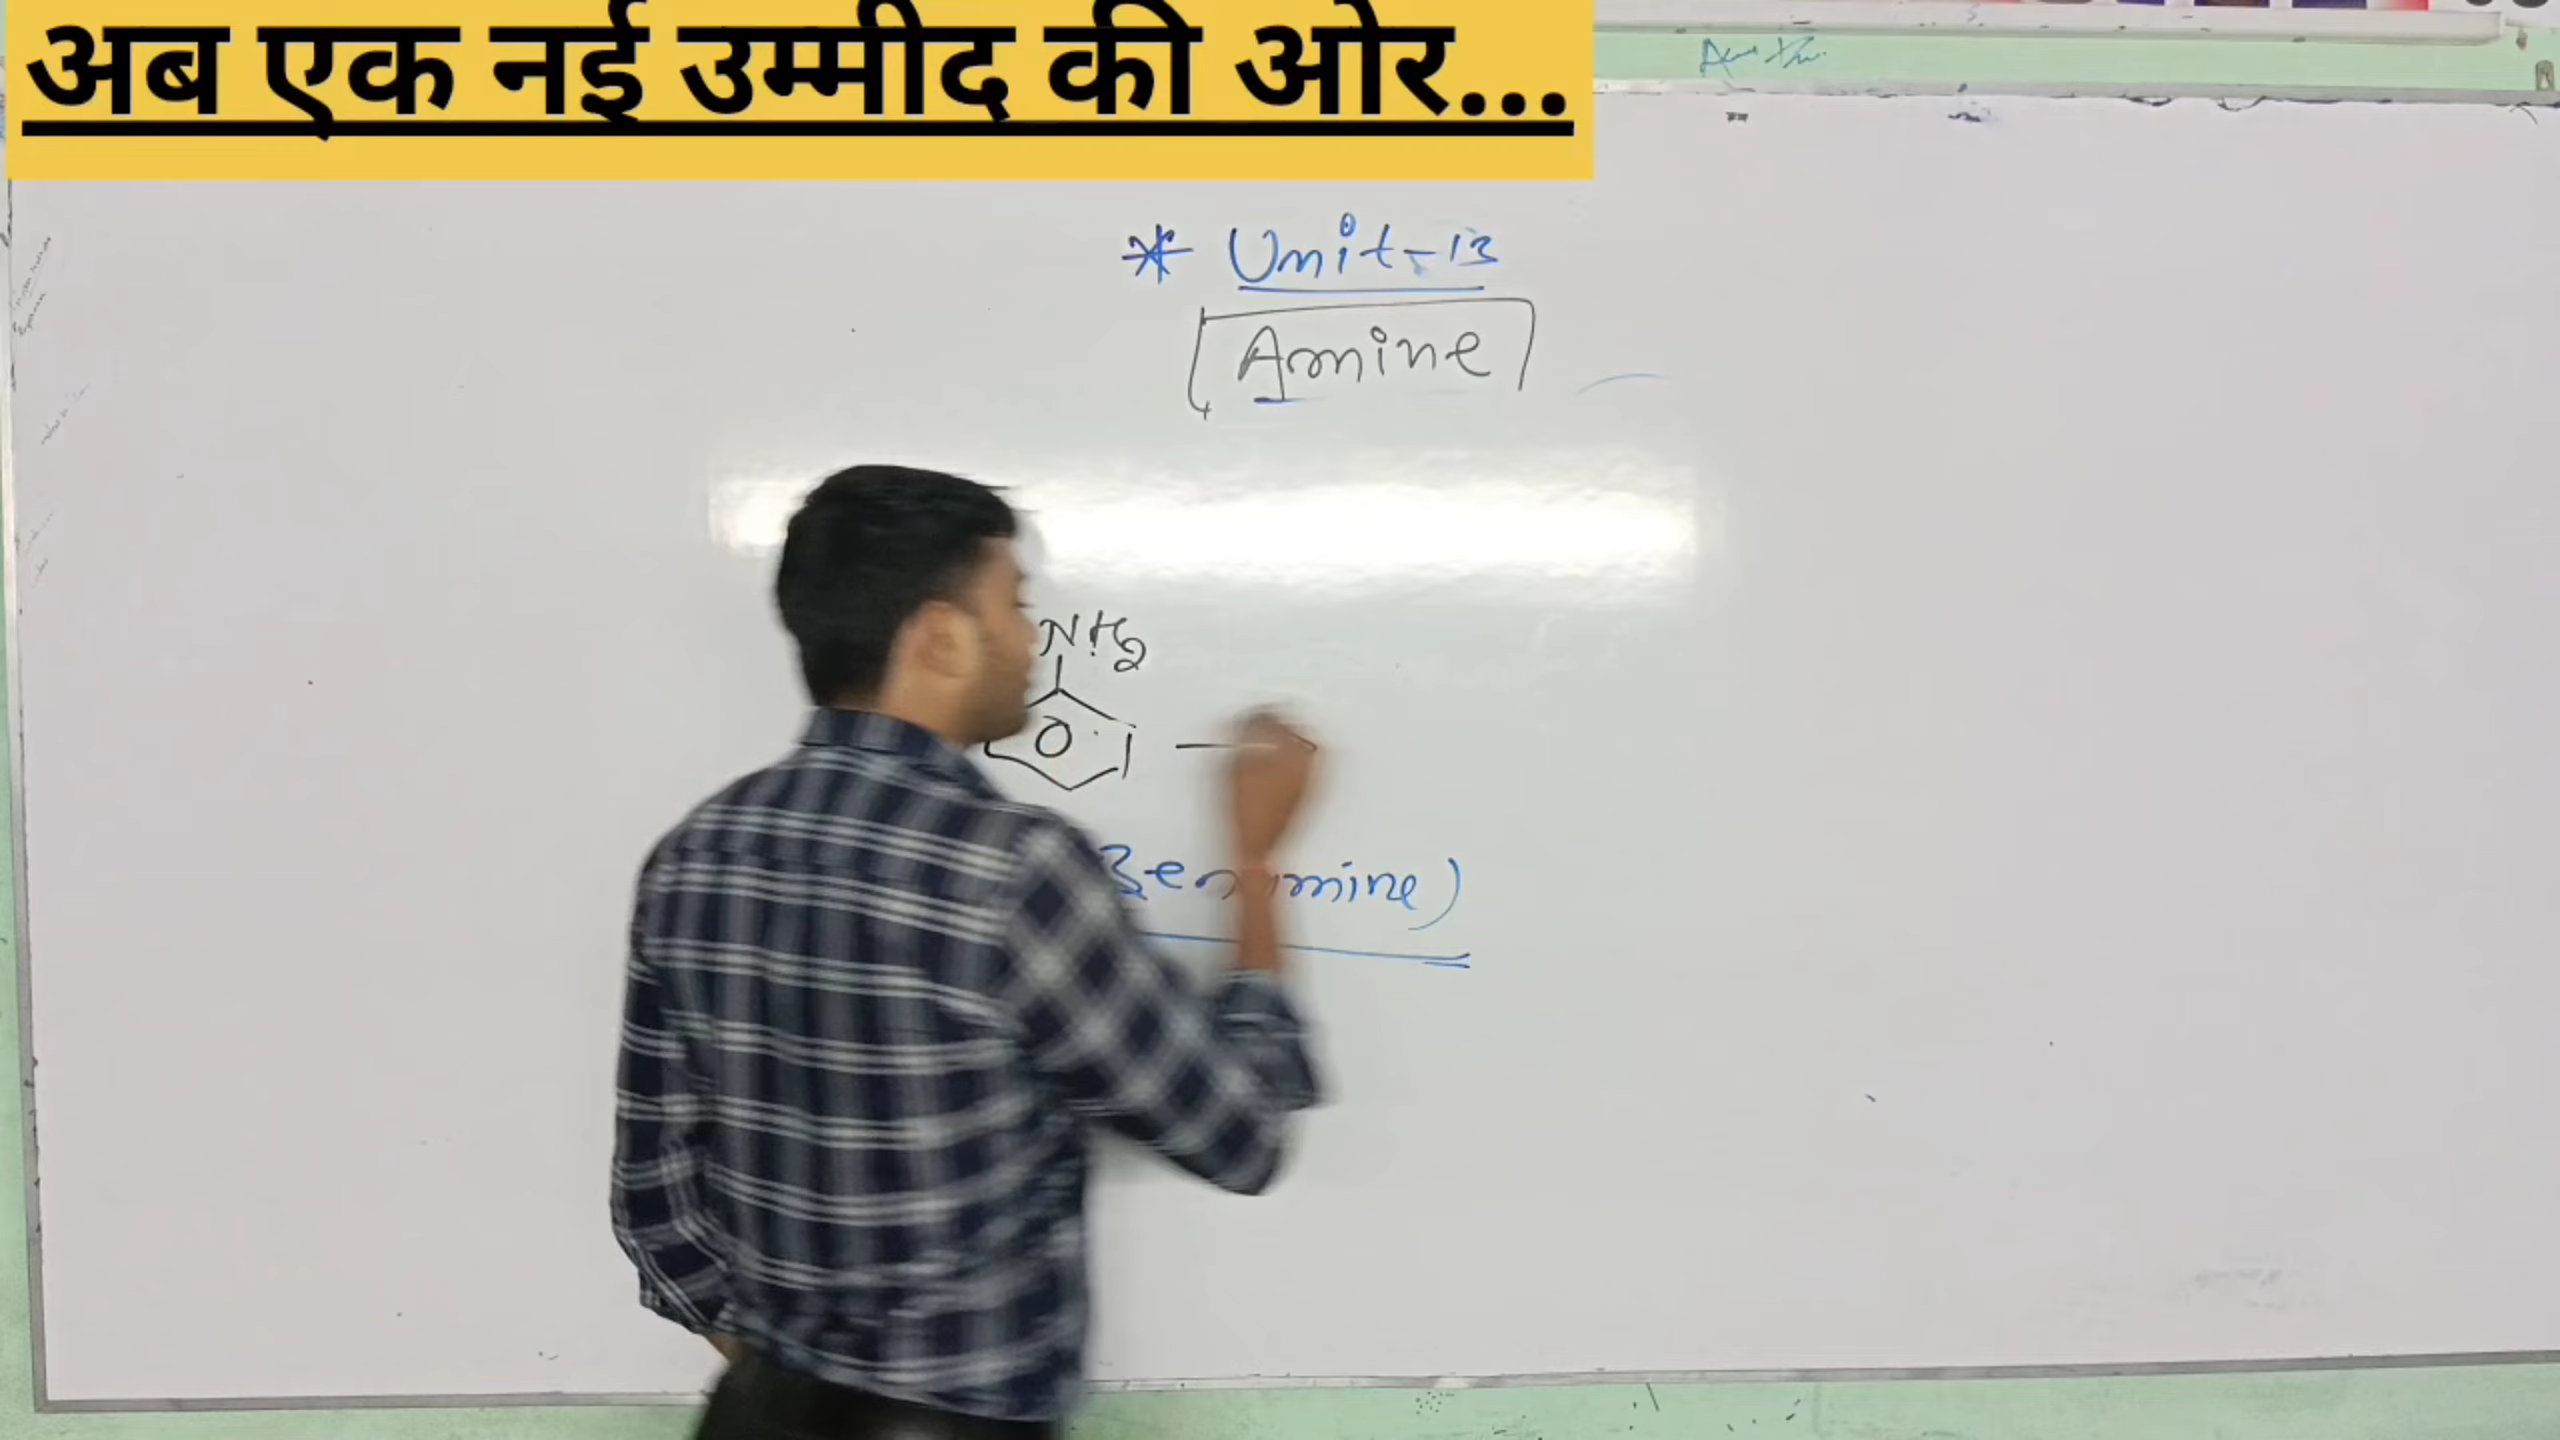 अब एक नई उम्मीद की ओर...
* Unit-13
Amine
NH2
mine)